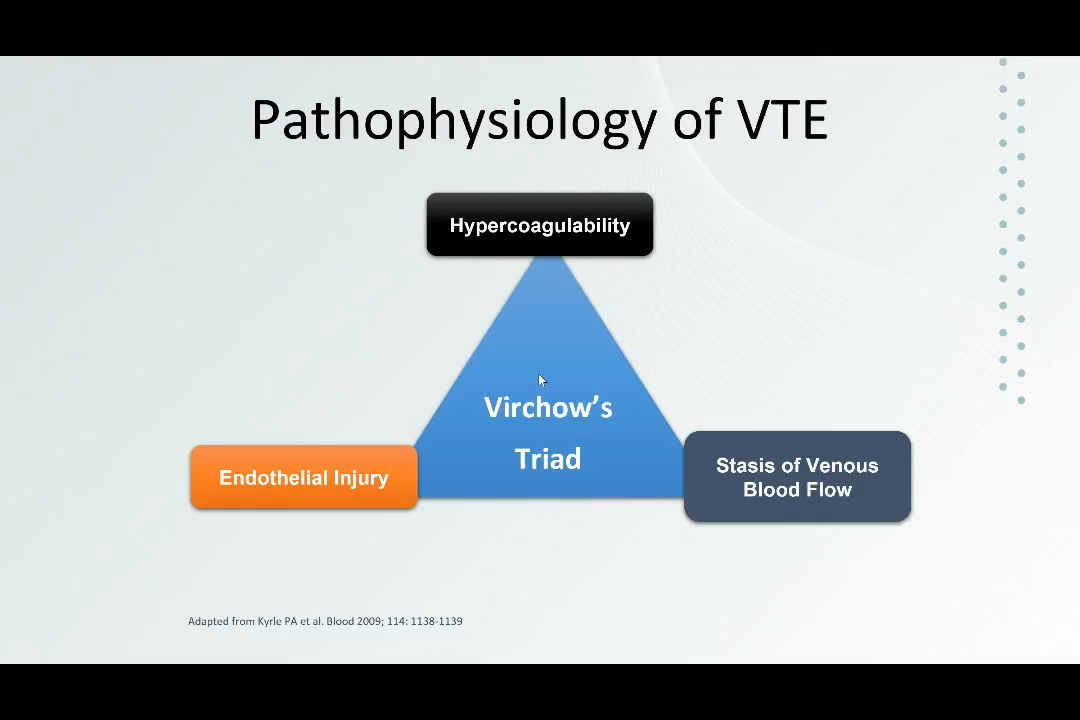 Pathophysiology of VTE
Hypercoagulability
Virchow’s
Triad
Endothelial Injury
Stasis of Venous
Blood Flow
Adapted from Kyrle PA et al. Blood 2009; 114: 1138-1139